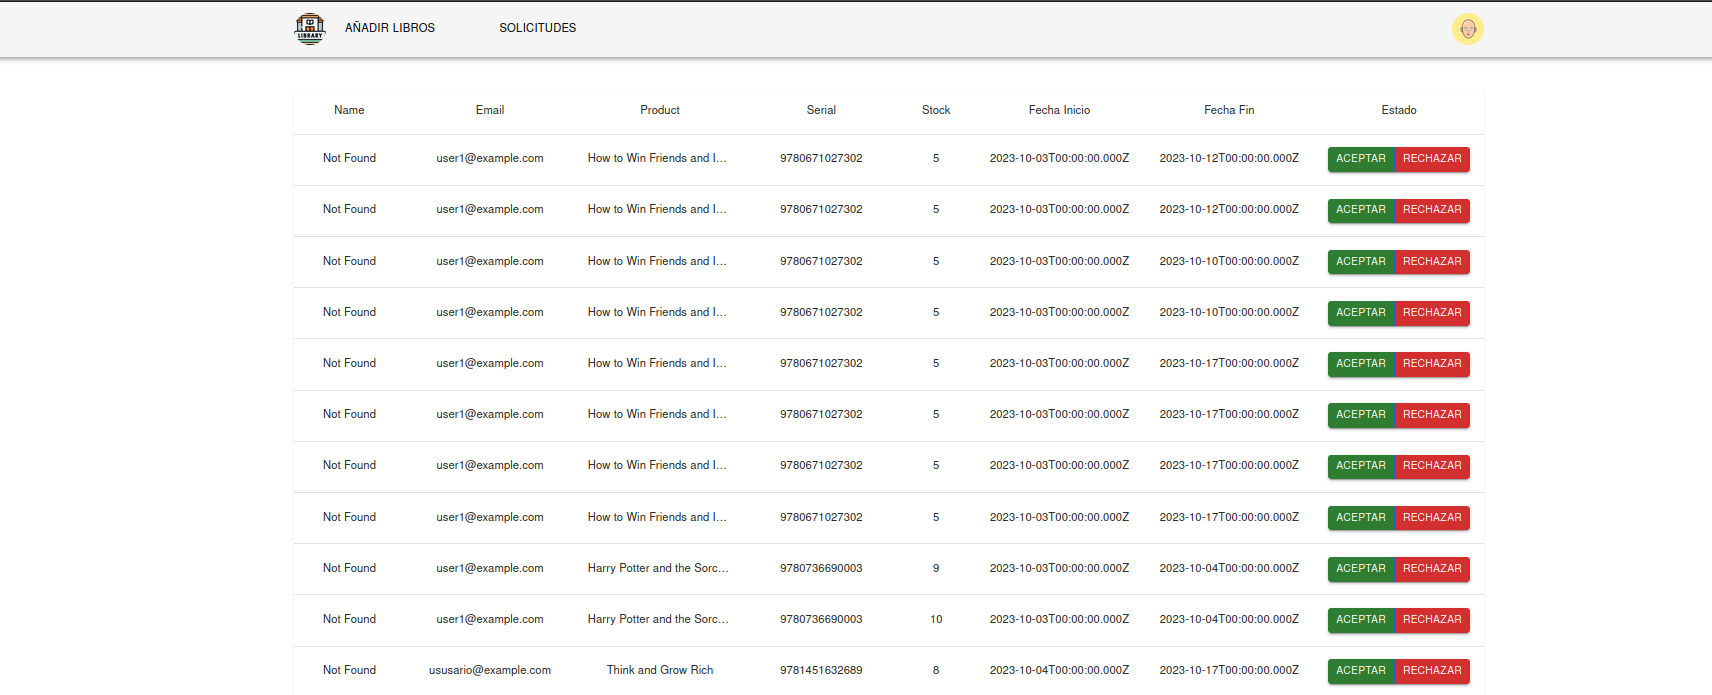 LIBRARY
AÑADIR LIBROS SOLICITUDES
Name Email Product Serial Stock Fecha Inicio Fecha Fin Estado
Not Found user1@example.com How to Win Friends and I... 9780671027302 5 2023-10-03T00:00:00.000Z 2023-10-12T00:00:00.000Z ACEPTAR RECHAZAR
Not Found user1@example.com How to Win Friends and I... 9780671027302 5 2023-10-03T00:00:00.000Z 2023-10-12T00:00:00.000Z ACEPTAR RECHAZAR
Not Found user1@example.com How to Win Friends and I... 9780671027302 5 2023-10-03T00:00:00.000Z 2023-10-10T00:00:00.000Z ACEPTAR RECHAZAR
Not Found user1@example.com How to Win Friends and I... 9780671027302 5 2023-10-03T00:00:00.000Z 2023-10-10T00:00:00.000Z ACEPTAR RECHAZAR
Not Found user1@example.com How to Win Friends and I... 9780671027302 5 2023-10-03T00:00:00.000Z 2023-10-17T00:00:00.000Z ACEPTAR RECHAZAR
Not Found user1@example.com How to Win Friends and I... 9780671027302 5 2023-10-03T00:00:00.000Z 2023-10-17T00:00:00.000Z ACEPTAR RECHAZAR
Not Found user1@example.com How to Win Friends and I... 9780671027302 5 2023-10-03T00:00:00.000Z 2023-10-17T00:00:00.000Z ACEPTAR RECHAZAR
Not Found user1@example.com How to Win Friends and I... 9780671027302 5 2023-10-03T00:00:00.000Z 2023-10-17T00:00:00.000Z ACEPTAR RECHAZAR
Not Found user1@example.com Harry Potter and the Sorc... 9780736690003 9 2023-10-03T00:00:00.000Z 2023-10-04T00:00:00.000Z ACEPTAR RECHAZAR
Not Found user1@example.com Harry Potter and the Sorc... 9780736690003 10 2023-10-03T00:00:00.000Z 2023-10-04T00:00:00.000Z ACEPTAR RECHAZAR
Not Found ususario@example.com Think and Grow Rich 9781451632689 8 2023-10-04T00:00:00.000Z 2023-10-17T00:00:00.000Z ACEPTAR RECHAZAR